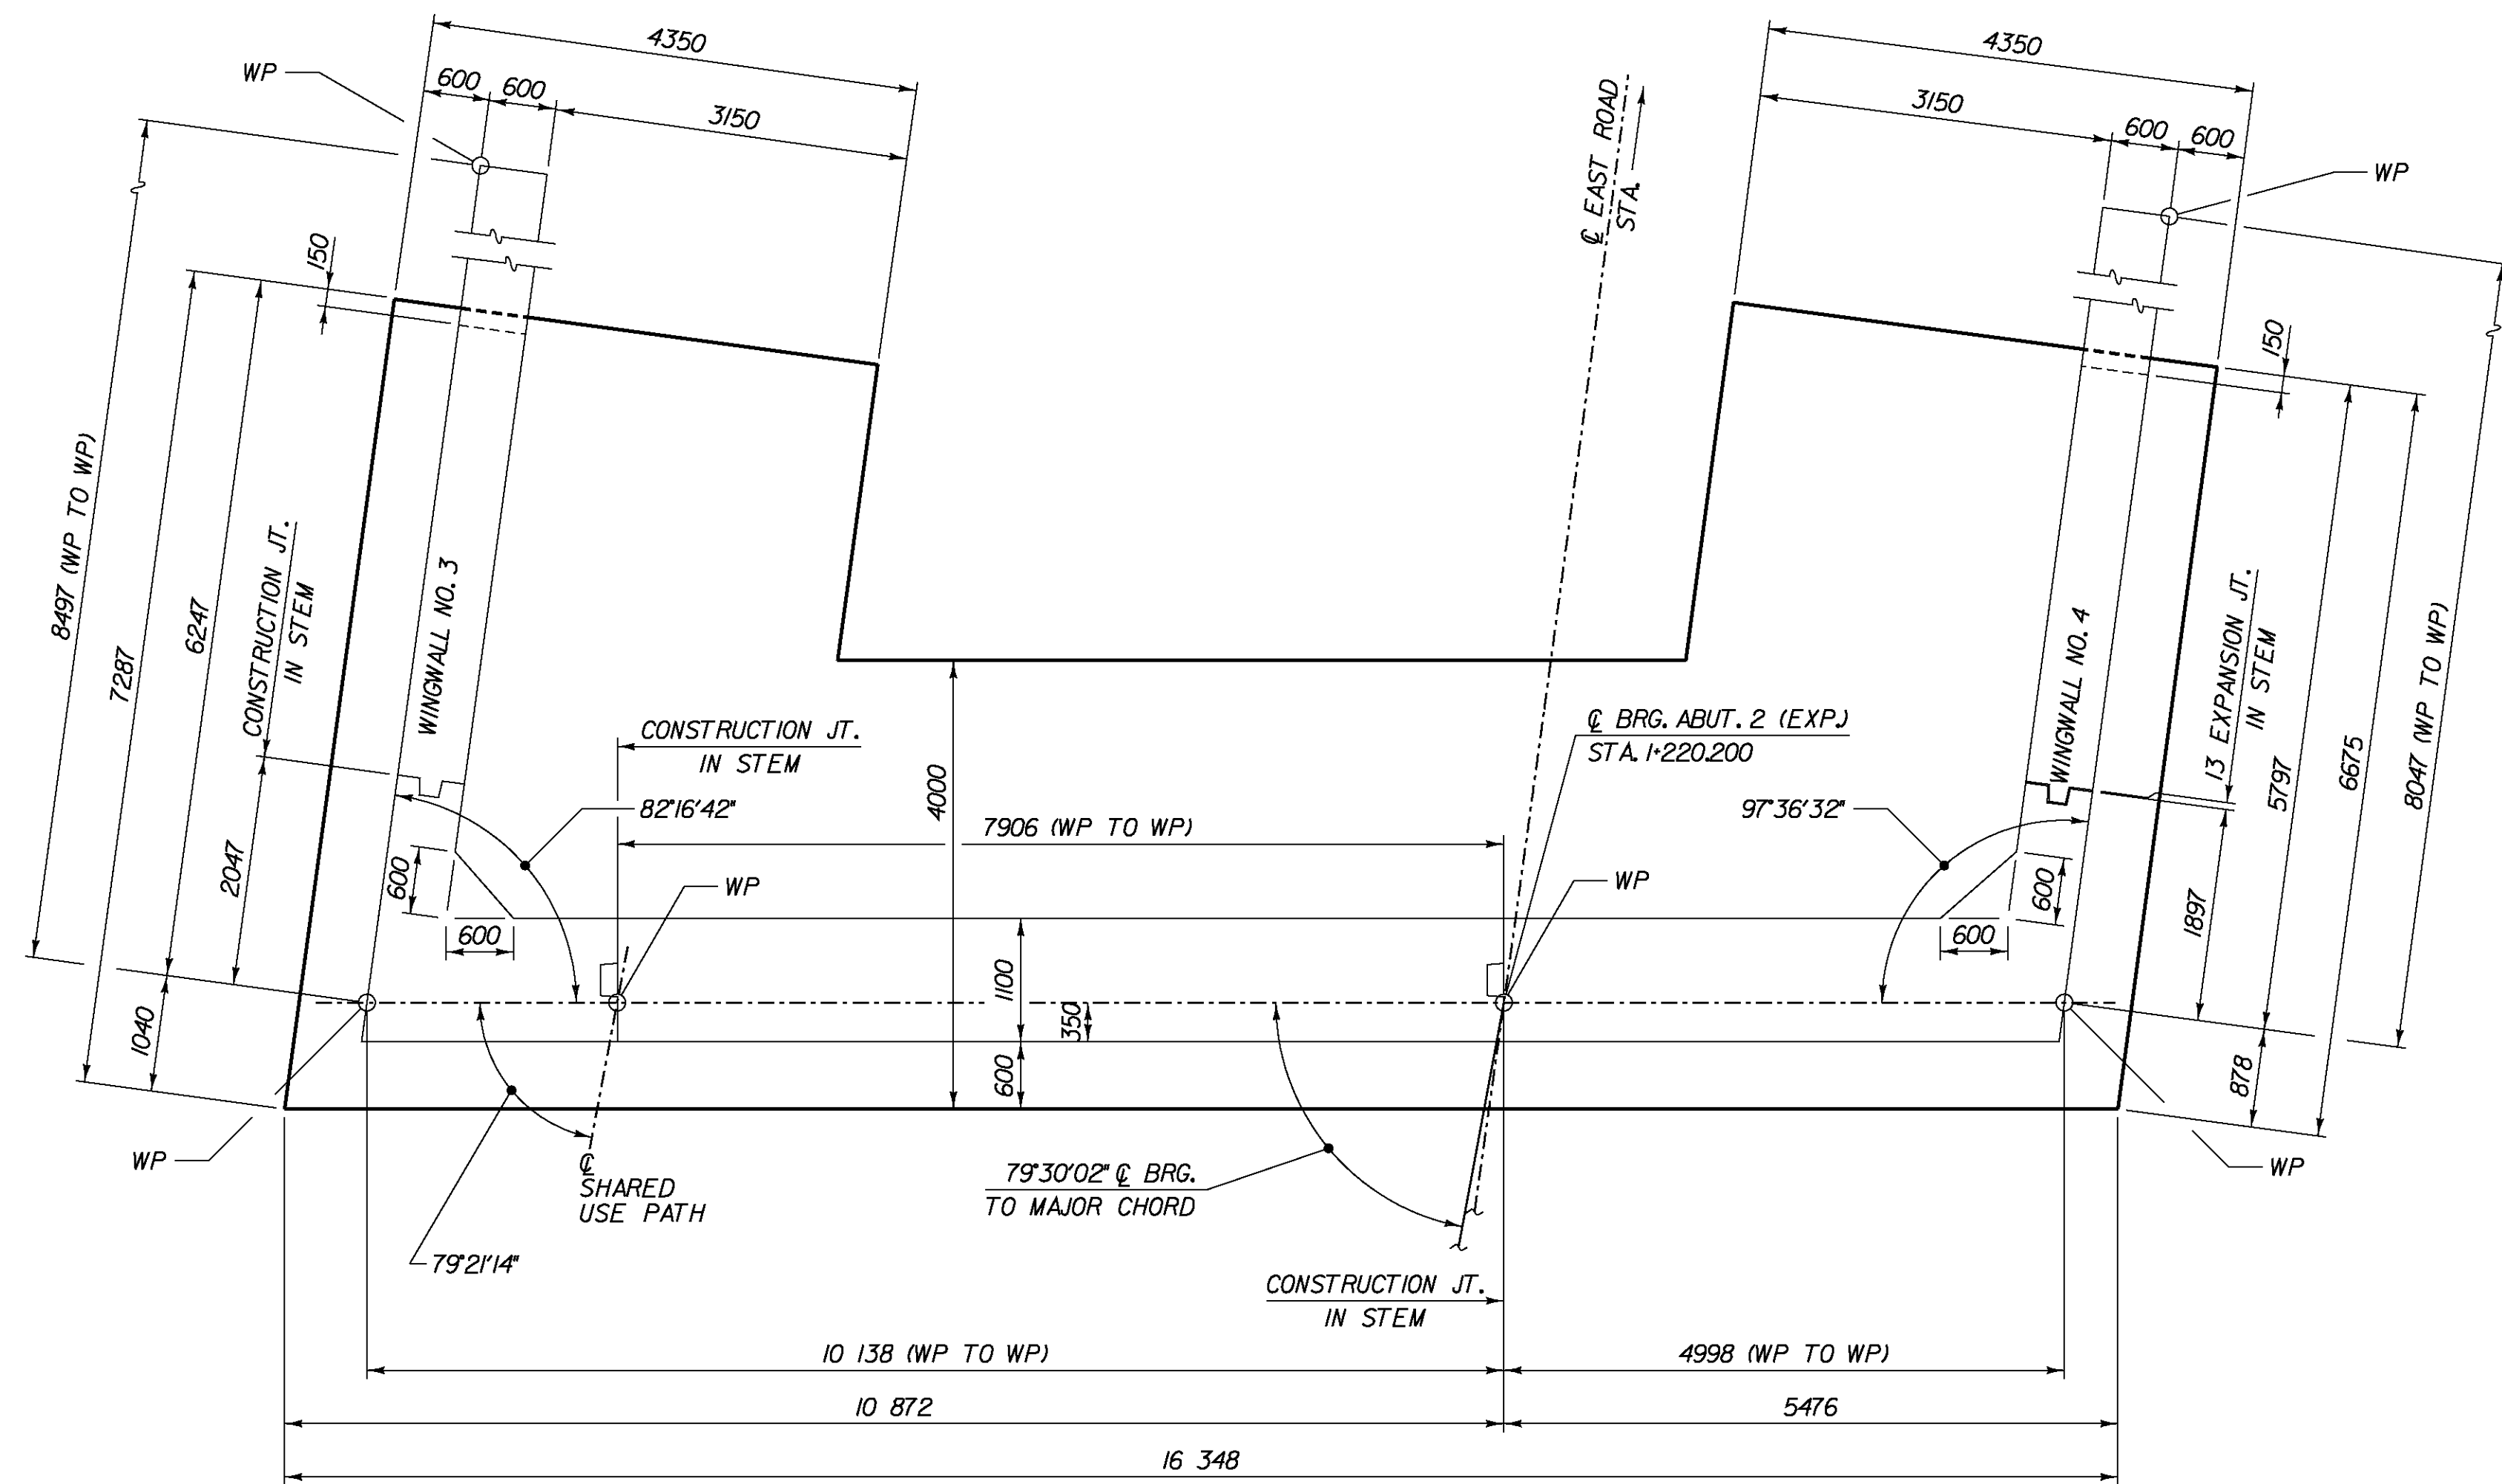 4350
4350
WP
600
600
3150
3150
600
600
WP
℄ EAST ROAD
STA.
150
150
8497 (WP TO WP)
7287
6247
CONSTRUCTION JT.
IN STEM
WINGWALL NO. 3
2047
1040
600
600
82°16'42"
CONSTRUCTION JT.
IN STEM
4000
7906 (WP TO WP)
℄ BRG. ABUT. 2 (EXP.)
STA. 1+220.200
97°36'32"
WINGWALL NO. 4
13 EXPANSION JT.
IN STEM
5797
6675
8047 (WP TO WP)
1897
878
600
600
WP
WP
1100
350
600
WP
℄
SHARED
USE PATH
79°21'14"
79°30'02" ℄ BRG.
TO MAJOR CHORD
WP
CONSTRUCTION JT.
IN STEM
10 138 (WP TO WP)
4998 (WP TO WP)
10 872
5476
16 348